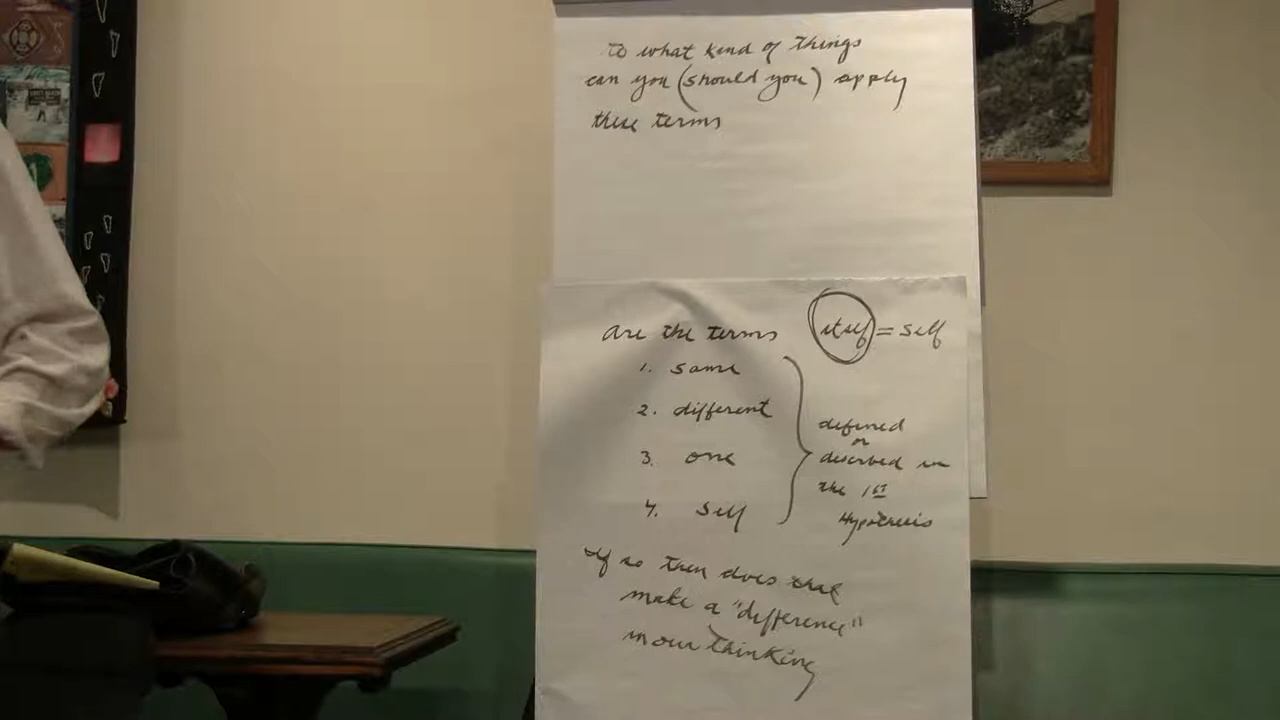 to what kind of things
can you (should you) apply
these terms
are the terms
itself = self
1. same
2. different
3. one
4. self
defined
or
described in
the 1st
Hypothesis
If so then does that
make a "difference"
in our thinking